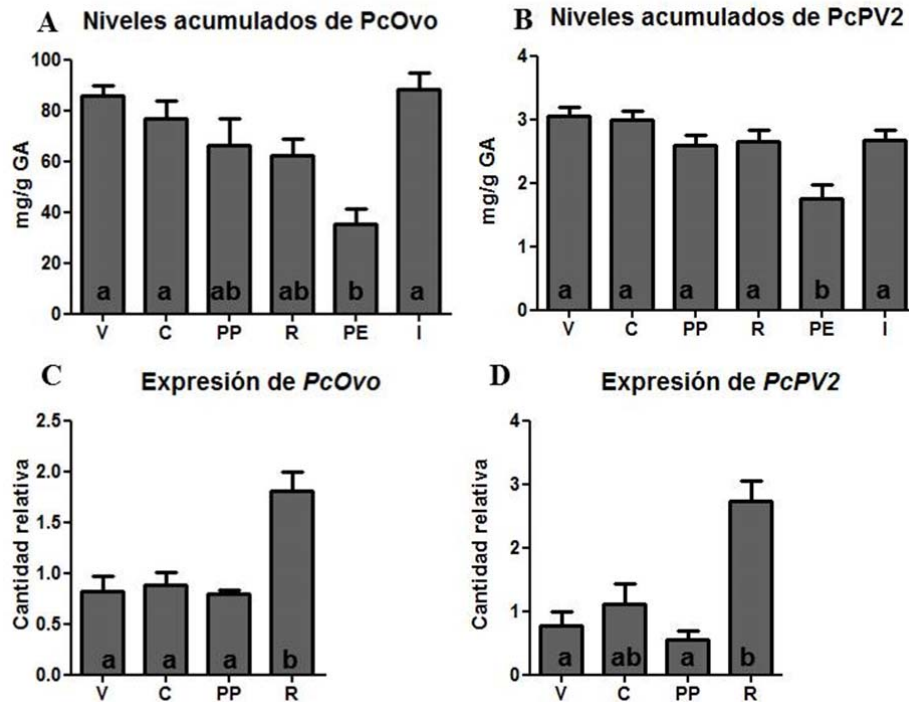 A Niveles acumulados de PcOvo
mg/g GA
100
80
60
40
20
0
a a ab ab b a
V C PP R PE I
B Niveles acumulados de PcPV2
mg/g GA
4
3
2
1
0
a a a a b a
V C PP R PE I
C Expresión de PcOvo
Cantidad relativa
2.5
2.0
1.5
1.0
0.5
0.0
a a a b
V C PP R
D Expresión de PcPV2
Cantidad relativa
4
3
2
1
0
a ab a b
V C PP R